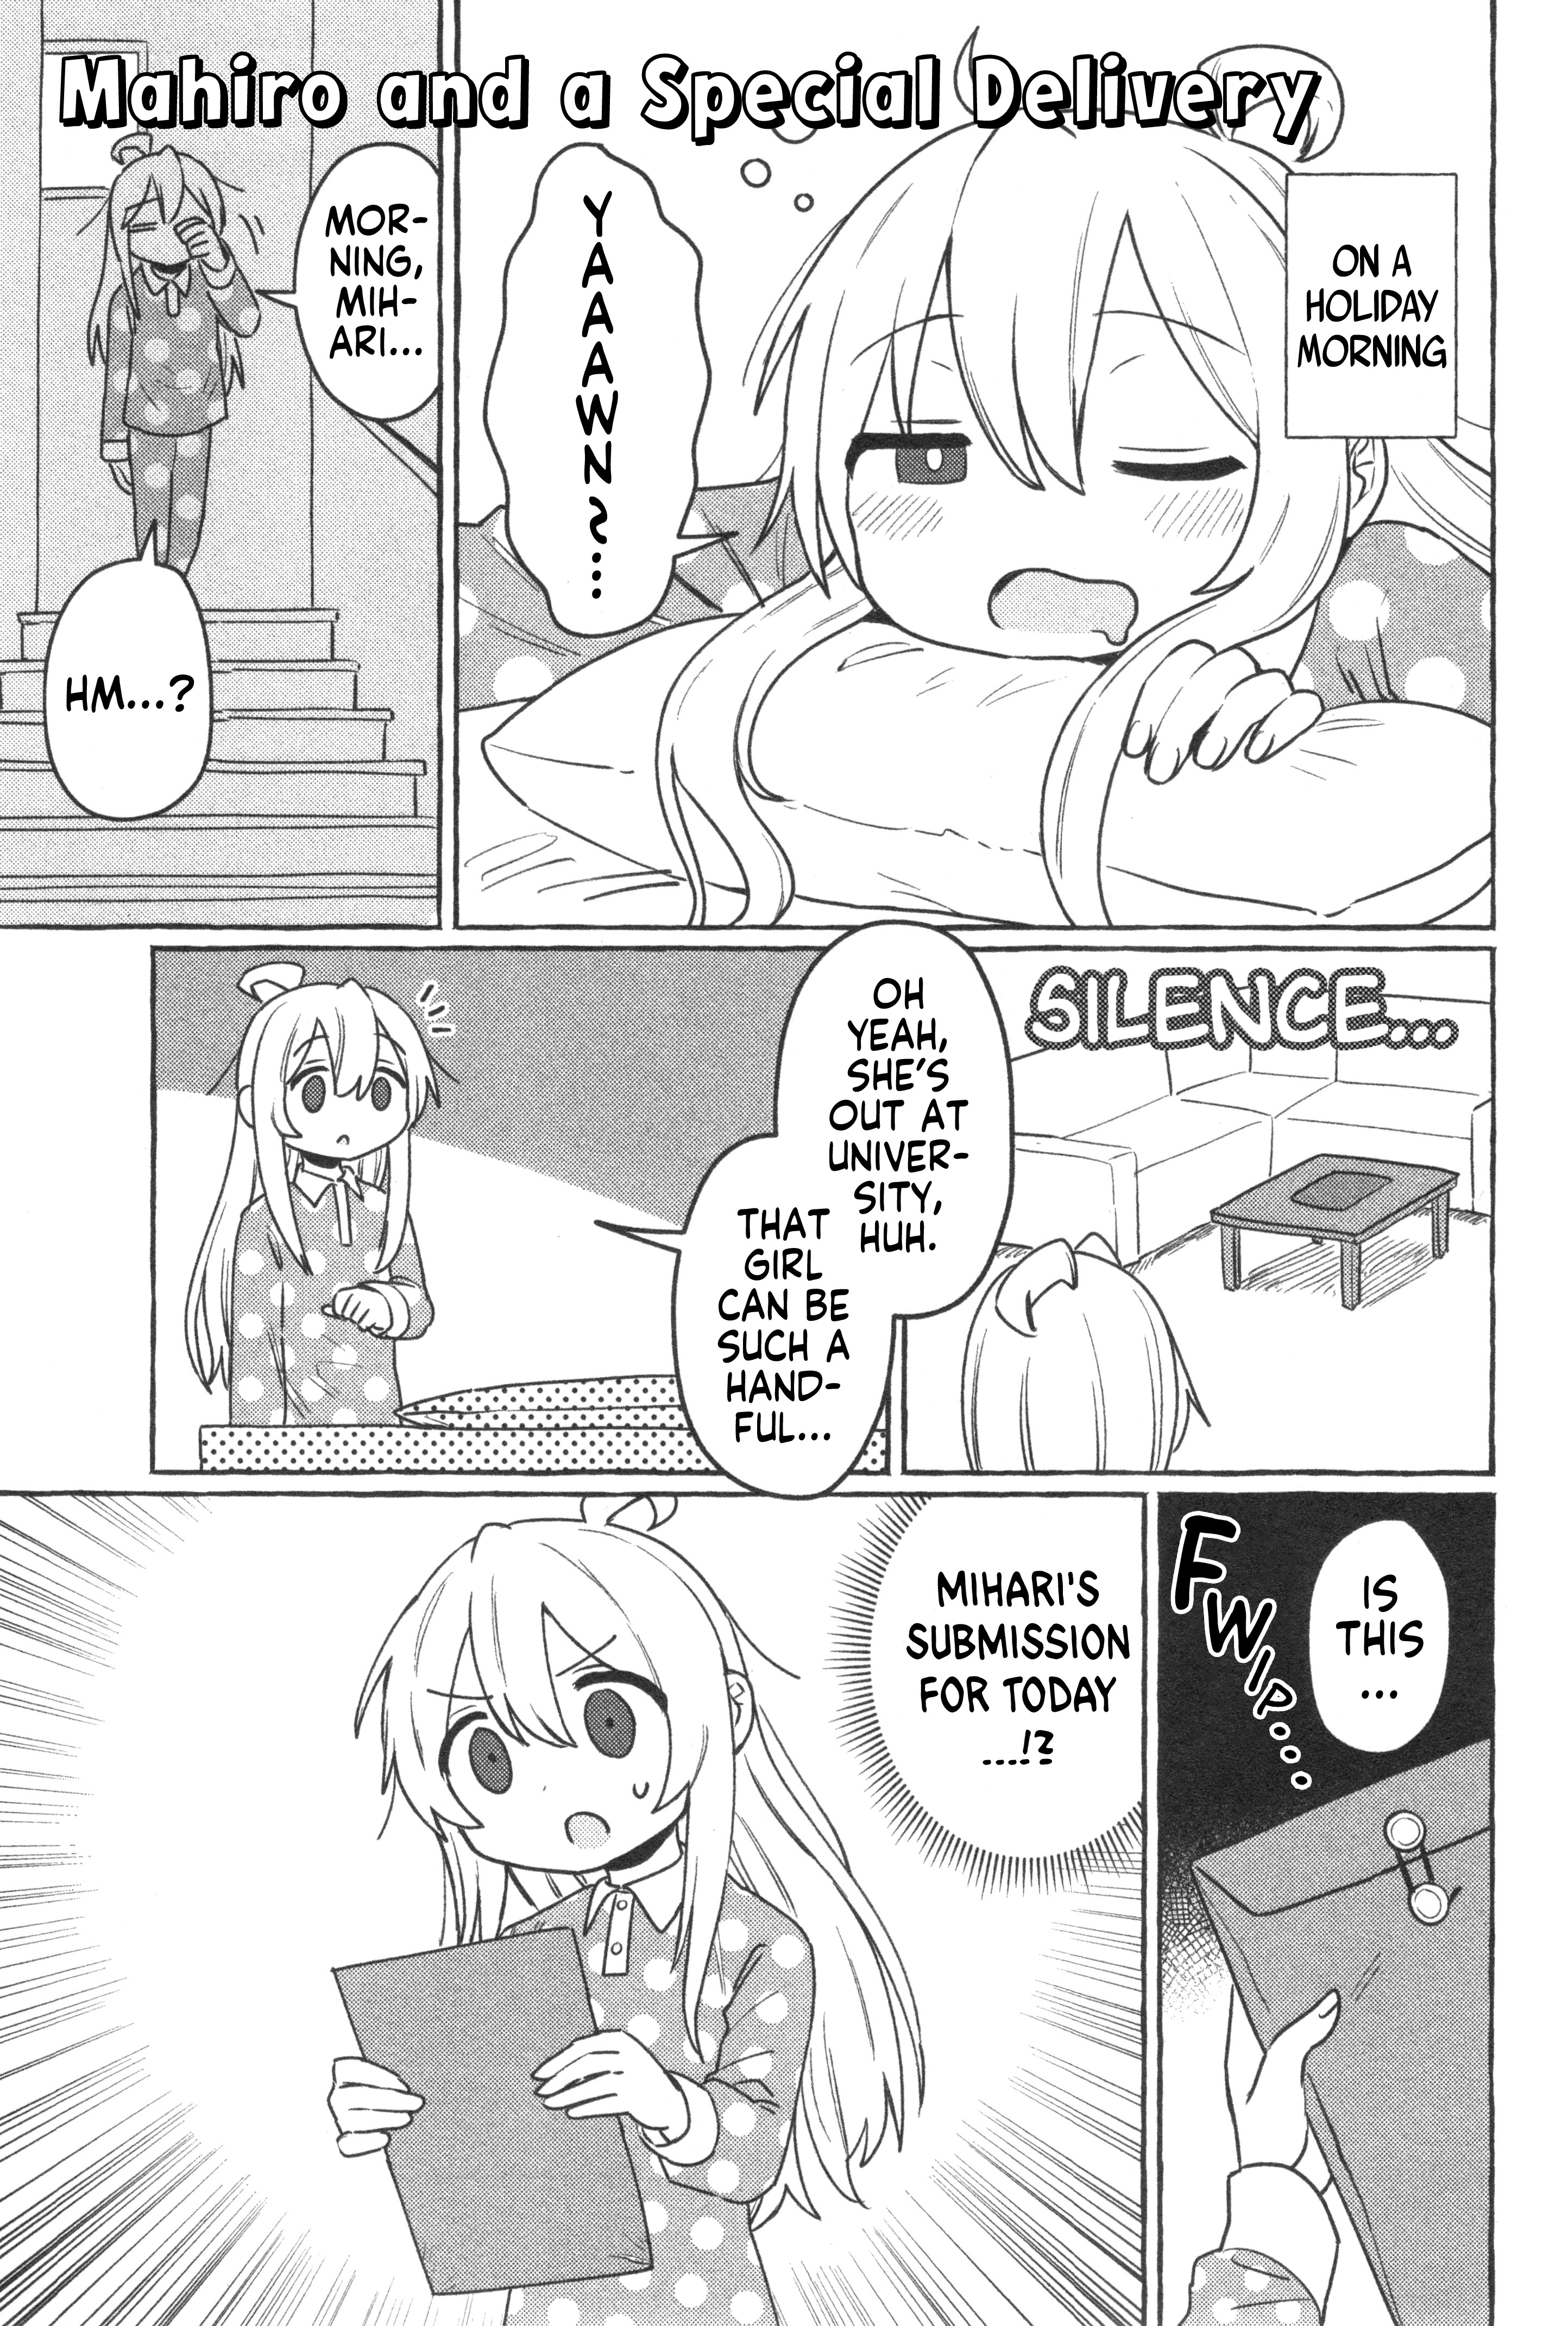 Mahiro and a Special Delivery
ON A
HOLIDAY
MORNING
YAAAWN~...
MOR-
NING,
MIH-
ARI...
HM...?
SILENCE...
OH
YEAH,
SHE'S
OUT AT
UNIVER-
SITY,
HUH.
THAT
GIRL
CAN BE
SUCH A
HAND-
FUL...
IS
THIS
...
FWIP...
MIHARI'S
SUBMISSION
FOR TODAY
...!?